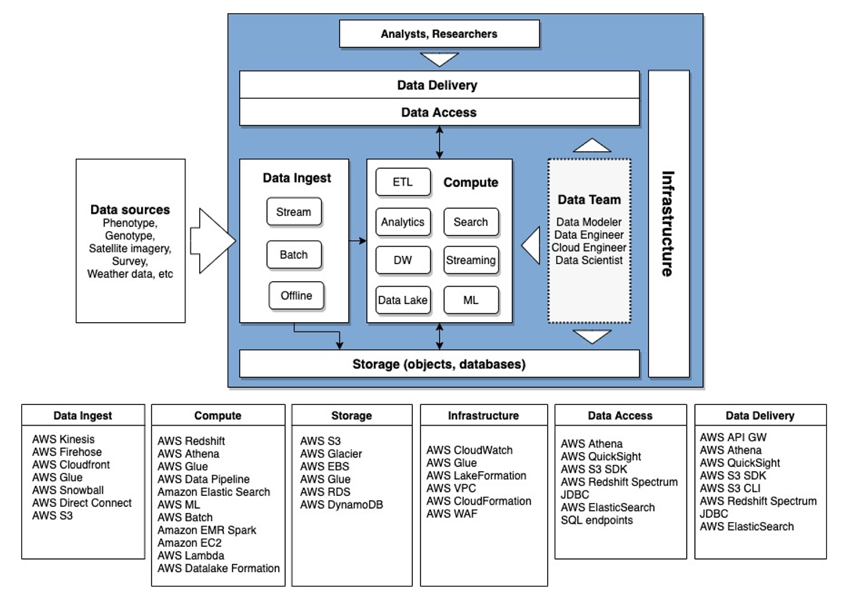 Analysts, Researchers
Data Delivery
Data Access
Data sources
Phenotype,
Genotype,
Satellite imagery,
Survey,
Weather data, etc
Data Ingest
Stream
Batch
Offline
ETL
Compute
Analytics
Search
DW
Streaming
Data Lake
ML
Data Team
Data Modeler
Data Engineer
Cloud Engineer
Data Scientist
Infrastructure
Storage (objects, databases)
Data Ingest
AWS Kinesis
AWS Firehose
AWS Cloudfront
AWS Glue
AWS Snowball
AWS Direct Connect
AWS S3
Compute
AWS Redshift
AWS Athena
AWS Glue
AWS Data Pipeline
Amazon Elastic Search
AWS ML
AWS Batch
Amazon EMR Spark
Amazon EC2
AWS Lambda
AWS Datalake Formation
Storage
AWS S3
AWS Glacier
AWS EBS
AWS Glue
AWS RDS
AWS DynamoDB
Infrastructure
AWS CloudWatch
AWS Glue
AWS LakeFormation
AWS VPC
AWS CloudFormation
AWS WAF
Data Access
AWS Athena
AWS QuickSight
AWS S3 SDK
AWS Redshift Spectrum
JDBC
AWS ElasticSearch
SQL endpoints
Data Delivery
AWS API GW
AWS Athena
AWS QuickSight
AWS S3 SDK
AWS S3 CLI
AWS Redshift Spectrum
JDBC
AWS ElasticSearch